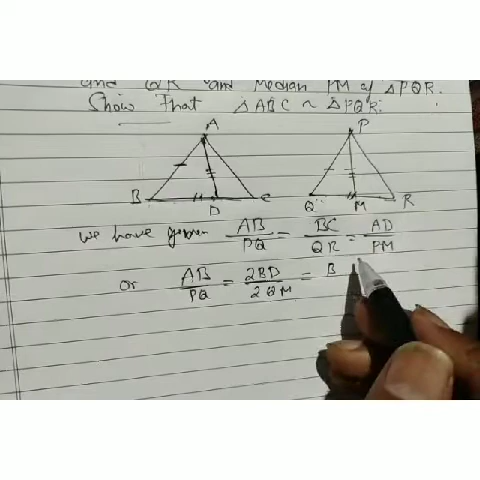 and QR and Median PM of △PQR.
Show That △ABC ~ △PQR.
A
P
B
D
C
Q
M
R
We have given AB/PQ = BC/QR = AD/PM
or AB/PQ = 2BD/2QM = B